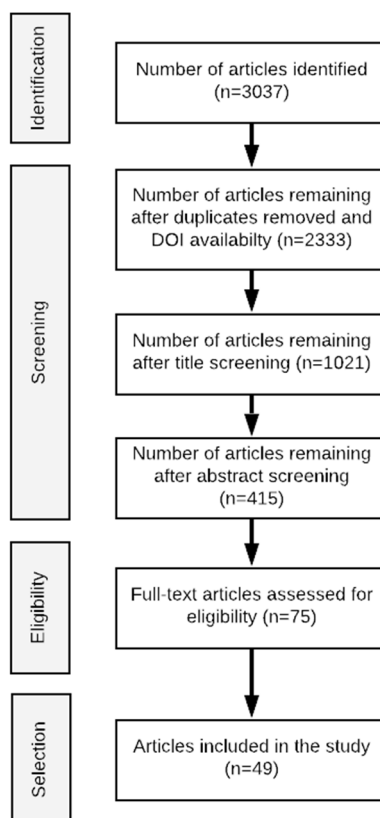 Identification
Number of articles identified
(n=3037)
Screening
Number of articles remaining
after duplicates removed and
DOI availabilty (n=2333)
Number of articles remaining
after title screening (n=1021)
Number of articles remaining
after abstract screening
(n=415)
Eligibility
Full-text articles assessed for
eligibility (n=75)
Selection
Articles included in the study
(n=49)